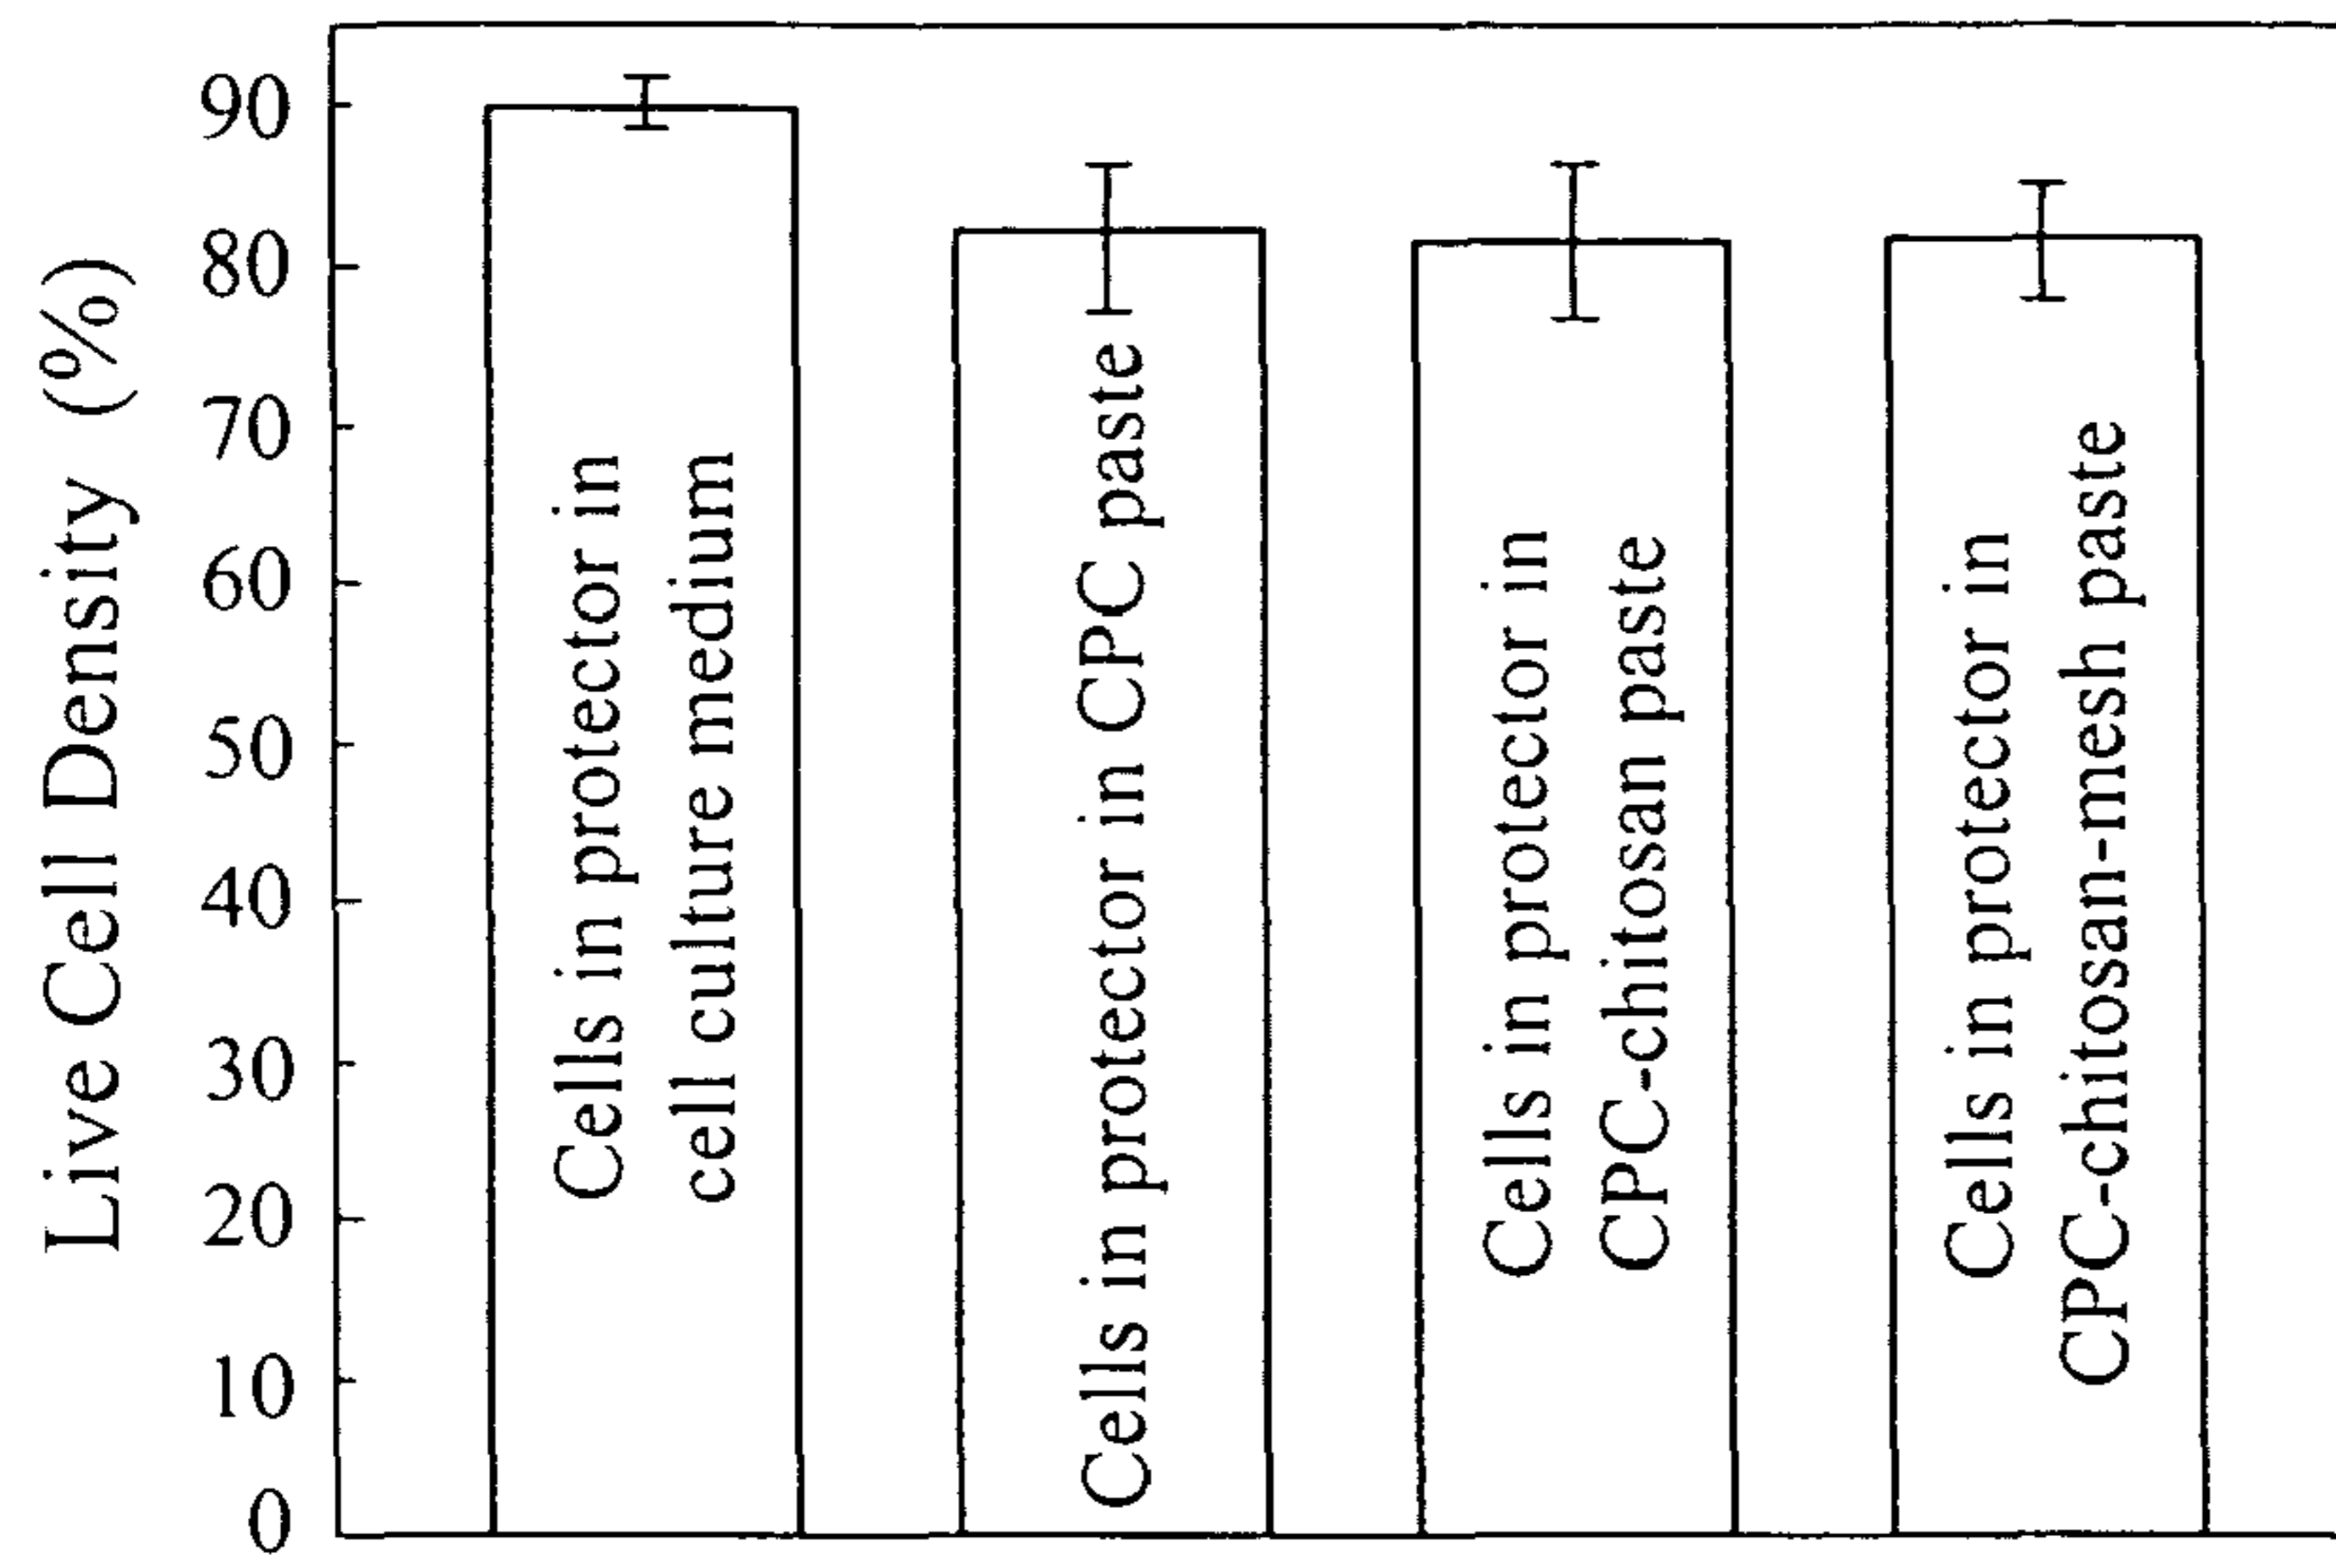 Live Cell Density (%)
90
80
70
60
50
40
30
20
10
0
Cells in protector in
cell culture medium
Cells in protector in CPC paste
Cells in protector in
CPC-chitosan paste
Cells in protector in
CPC-chitosan-mesh paste